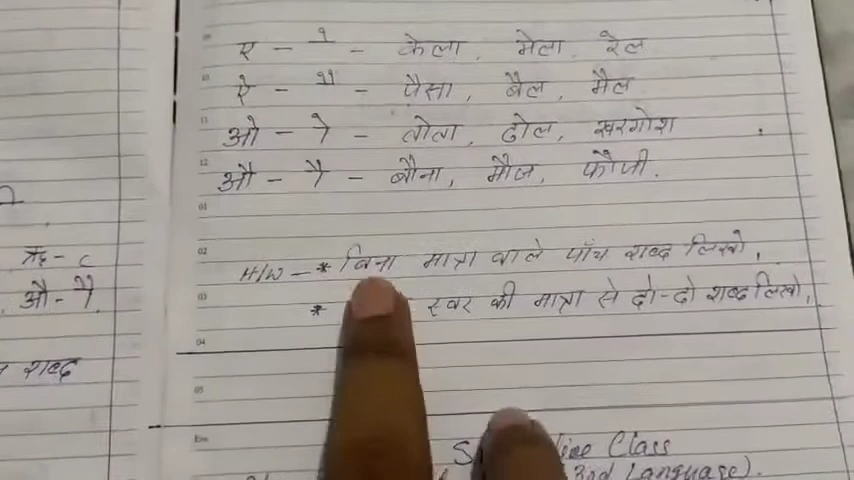 ए - े - केला, मेला, रेल
ऐ - ै - पैसा, बैल, मैल
ओ - ो - तोता, ढोल, खरगोश
औ - ौ - बौना, मौज, फौजी.
H/W - * बिना मात्रा वाले पाँच शब्द लिखो,
* स्वर की मात्रा से दो-दो शब्द लिखो,
औ - ौ.
शब्द
Class
3rd Language).